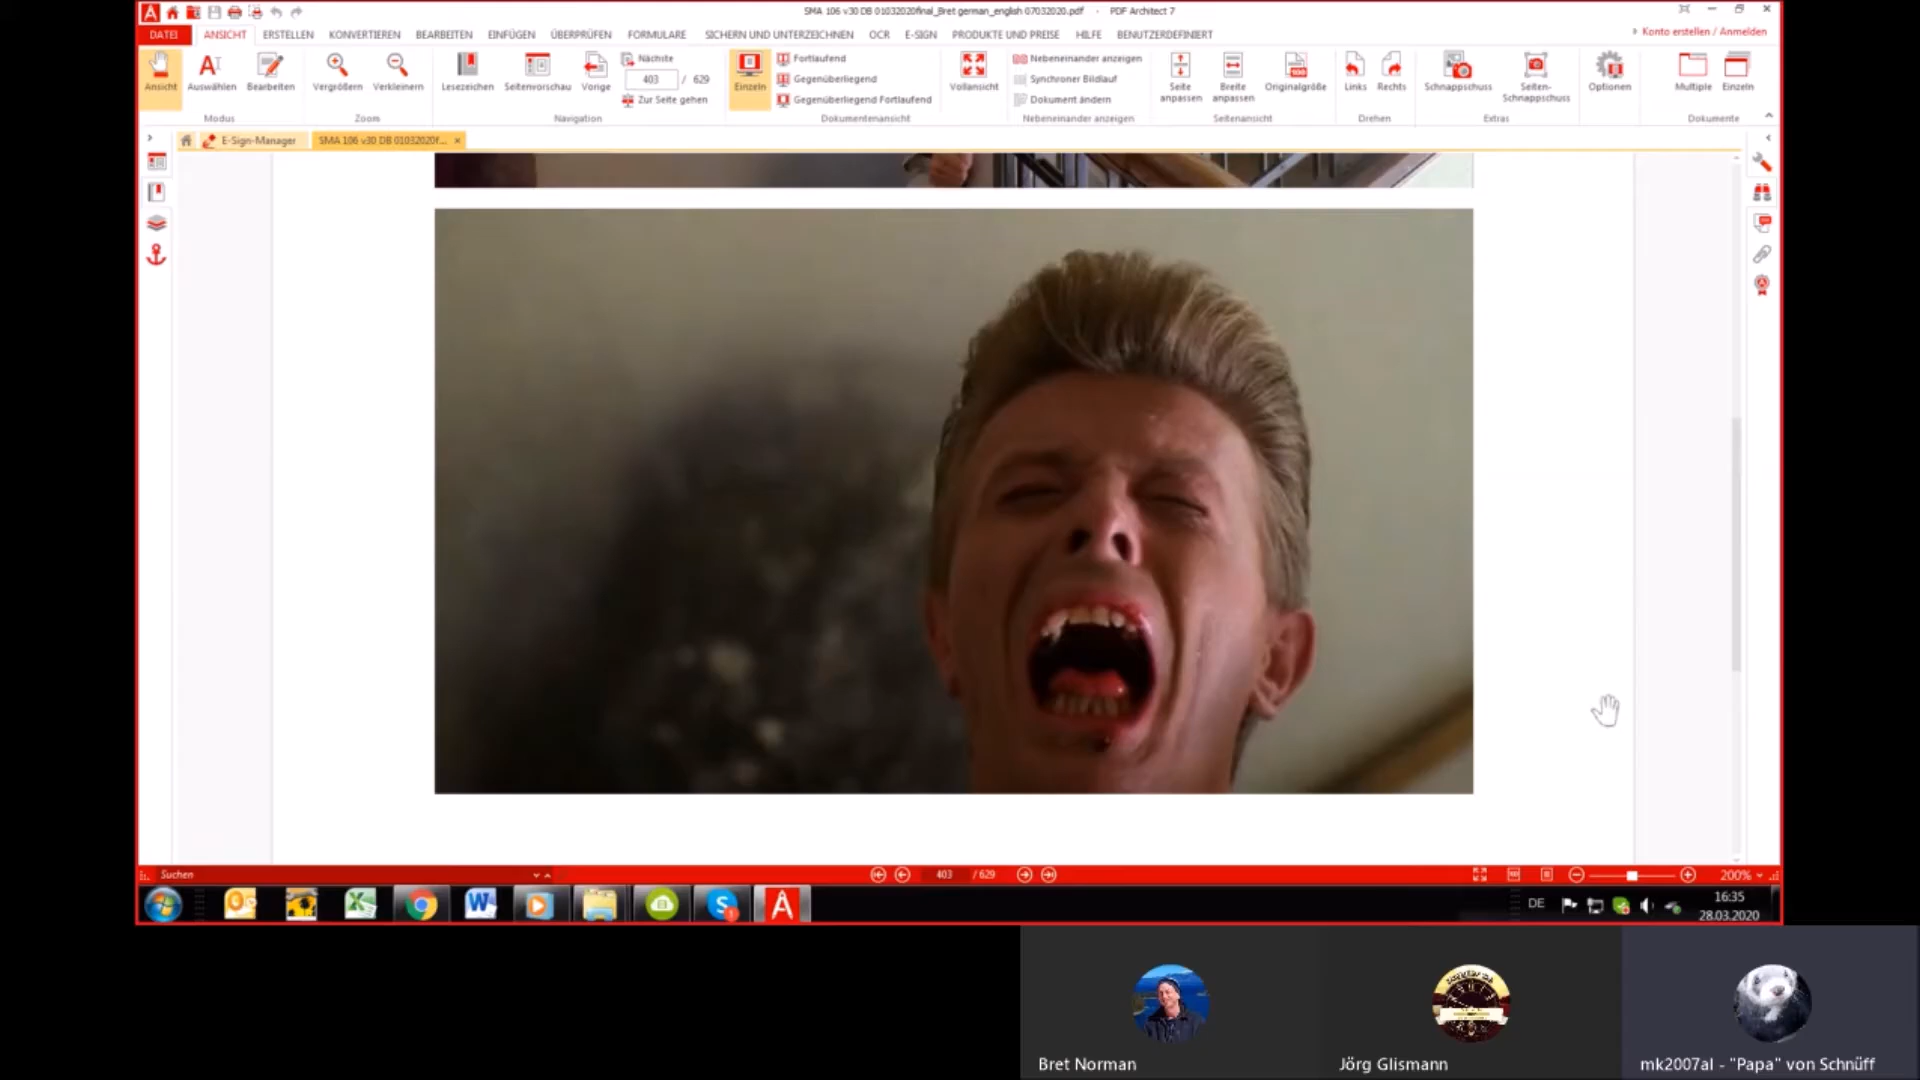 SMA 106 v30 DB 01032020final_Bret german_english 07032020.pdf - PDF Architect 7
DATEI ANSICHT ERSTELLEN KONVERTIEREN BEARBEITEN EINFÜGEN ÜBERPRÜFEN FORMULARE SICHERN UND UNTERZEICHNEN OCR E-SIGN PRODUKTE UND PREISE HILFE BENUTZERDEFINIERT
Konto erstellen / Anmelden
Ansicht Auswählen Bearbeiten
Modus
Vergrößern Verkleinern
Zoom
Lesezeichen Seitenvorschau Vorige
Nächste
403 / 629
Zur Seite gehen
Navigation
Einzeln
Fortlaufend
Gegenüberliegend
Gegenüberliegend Fortlaufend
Dokumentenansicht
Vollansicht
Nebeneinander anzeigen
Synchroner Bildlauf
Dokument ändern
Nebeneinander anzeigen
Seite anpassen
Breite anpassen
Originalgröße
Seitenansicht
Links Rechts
Drehen
Schnappschuss
Seiten-Schnappschuss
Extras
Optionen
Multiple Einzeln
Dokumente
E-Sign-Manager
SMA 106 v30 DB 01032020f...
Suchen
403 / 629
200%
DE
16:35
28.03.2020
Bret Norman
Jörg Glismann
mk2007al - "Papa" von Schnüff